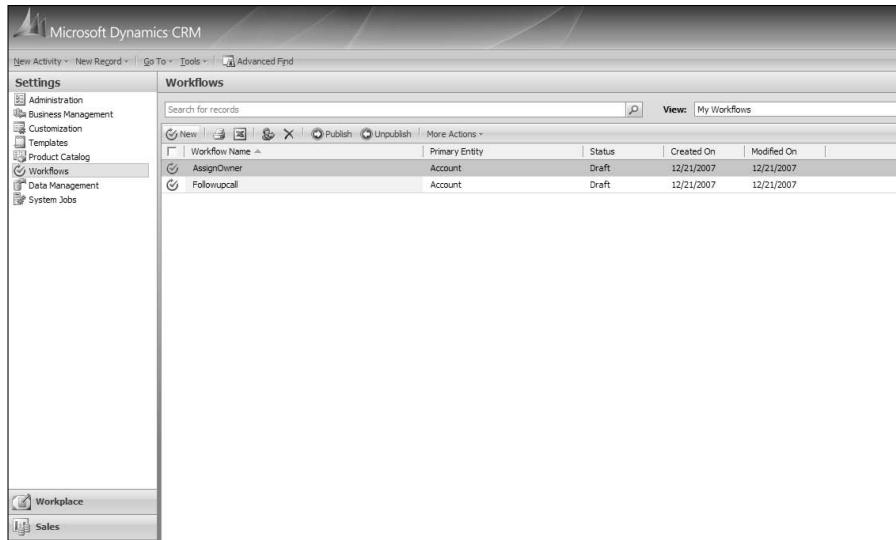 Microsoft Dynamics CRM
New Activity New Record Go To Tools Advanced Find
Settings
Administration
Business Management
Customization
Templates
Product Catalog
Workflows
Data Management
System Jobs
Workplace
Sales
Workflows
Search for records View: My Workflows
New Publish Unpublish More Actions
Workflow Name Primary Entity Status Created On Modified On
AssignOwner Account Draft 12/21/2007 12/21/2007
Followupcall Account Draft 12/21/2007 12/21/2007